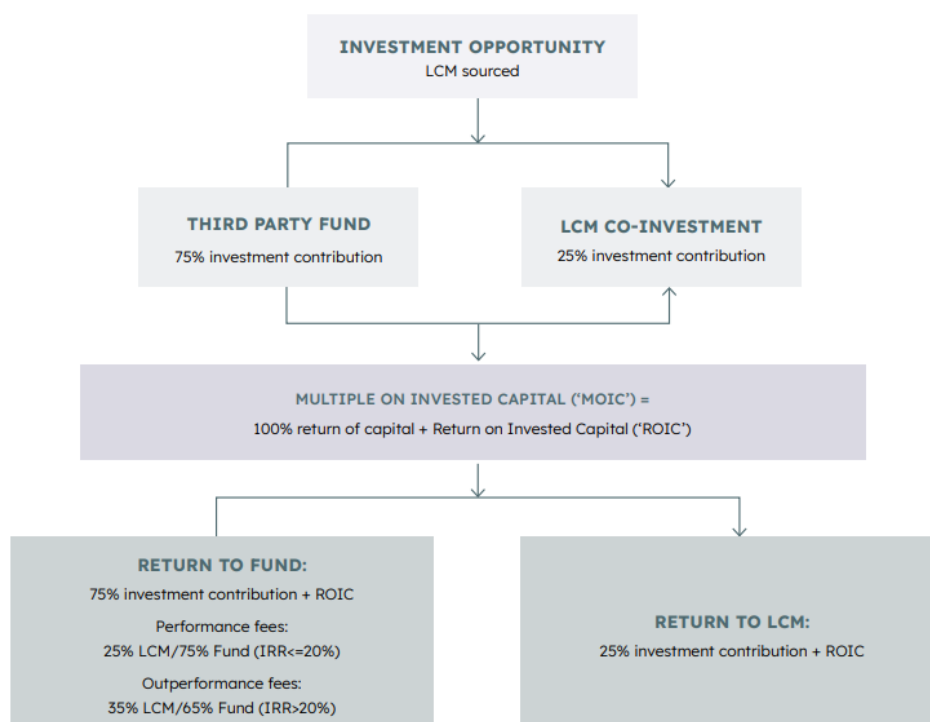 INVESTMENT OPPORTUNITY
LCM sourced
THIRD PARTY FUND
75% investment contribution
LCM CO-INVESTMENT
25% investment contribution
MULTIPLE ON INVESTED CAPITAL (‘MOIC’) =
100% return of capital + Return on Invested Capital (‘ROIC’)
RETURN TO FUND:
75% investment contribution + ROIC
Performance fees:
25% LCM/75% Fund (IRR<=20%)
Outperformance fees:
35% LCM/65% Fund (IRR>20%)
RETURN TO LCM:
25% investment contribution + ROIC